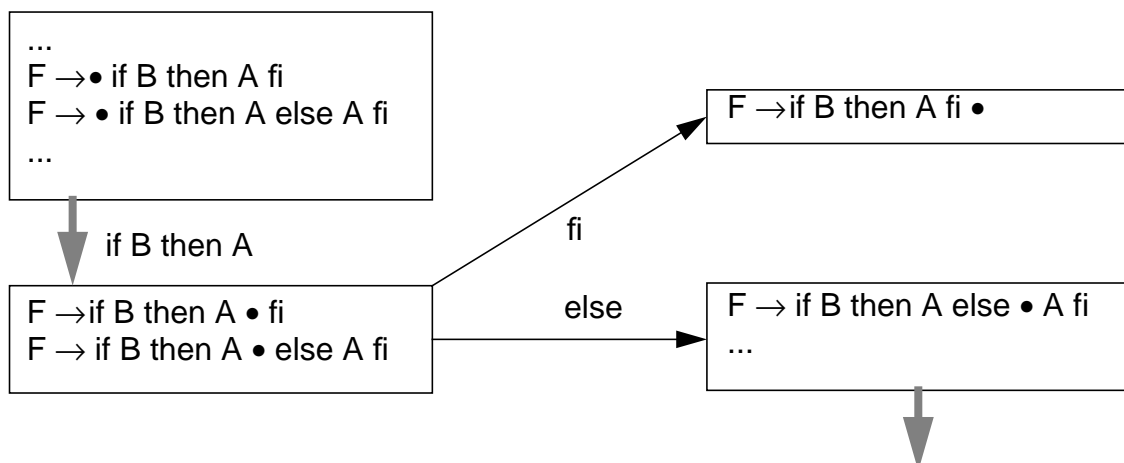 ...
F →• if B then A fi
F → • if B then A else A fi
...
if B then A
F →if B then A • fi
F → if B then A • else A fi
fi
else
F →if B then A fi •
F → if B then A else • A fi
...